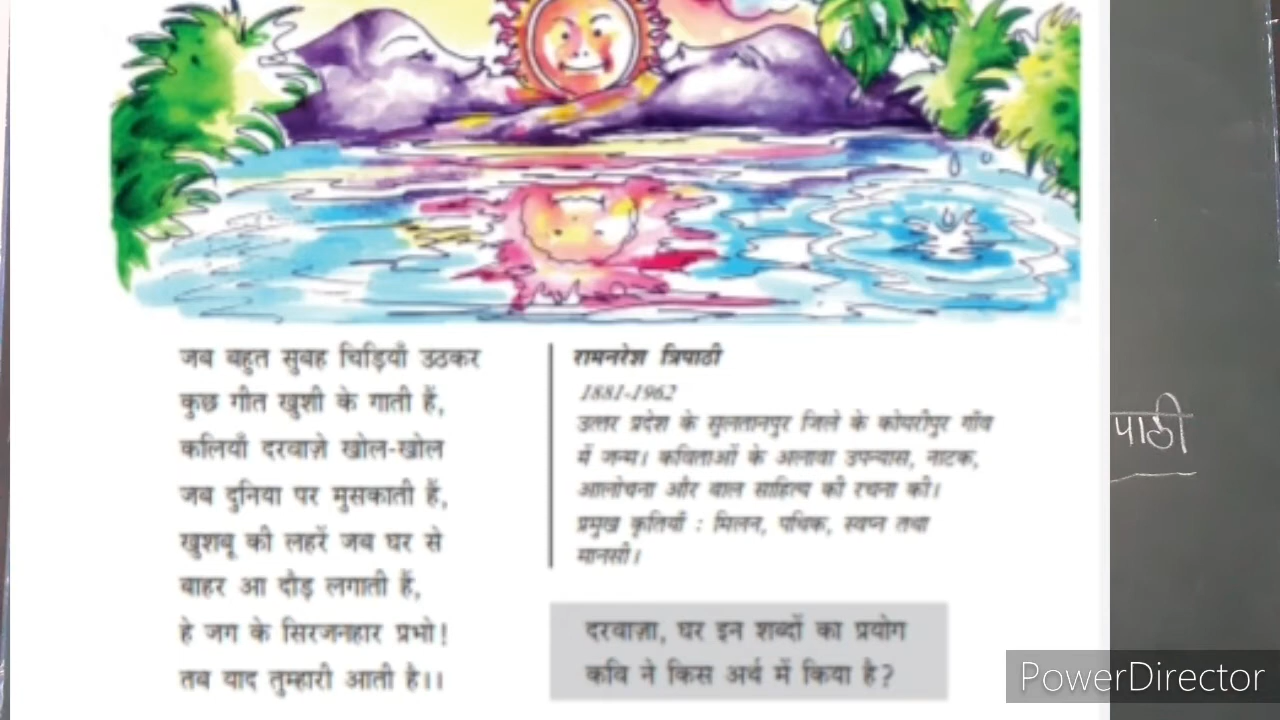 जब बहुत सुबह चिड़ियाँ उठकर
कुछ गीत खुशी के गाती हैं,
कलियाँ दरवाज़े खोल-खोल
जब दुनिया पर मुसकाती हैं,
खुशबू की लहरें जब घर से
बाहर आ दौड़ लगाती हैं,
हे जग के सिरजनहार प्रभो!
तब याद तुम्हारी आती है।।
रामनरेश त्रिपाठी
1881-1962
उत्तर प्रदेश के सुलतानपुर जिले के कोयरीपुर गाँव
में जन्म। कविताओं के अलावा उपन्यास, नाटक,
आलोचना और बाल साहित्य की रचना की।
प्रमुख कृतियाँ : मिलन, पथिक, स्वप्न तथा
मानसी।
दरवाज़ा, घर इन शब्दों का प्रयोग
कवि ने किस अर्थ में किया है?
पाठी
PowerDirector